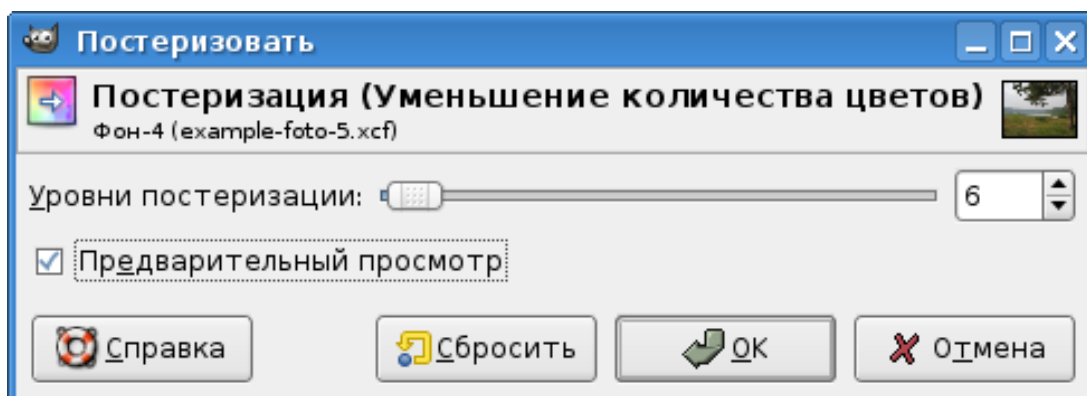 Постеризовать
Постеризация (Уменьшение количества цветов)
Фон-4 (example-foto-5.xcf)
Уровни постеризации: 6
Предварительный просмотр
Справка Сбросить OK Отмена